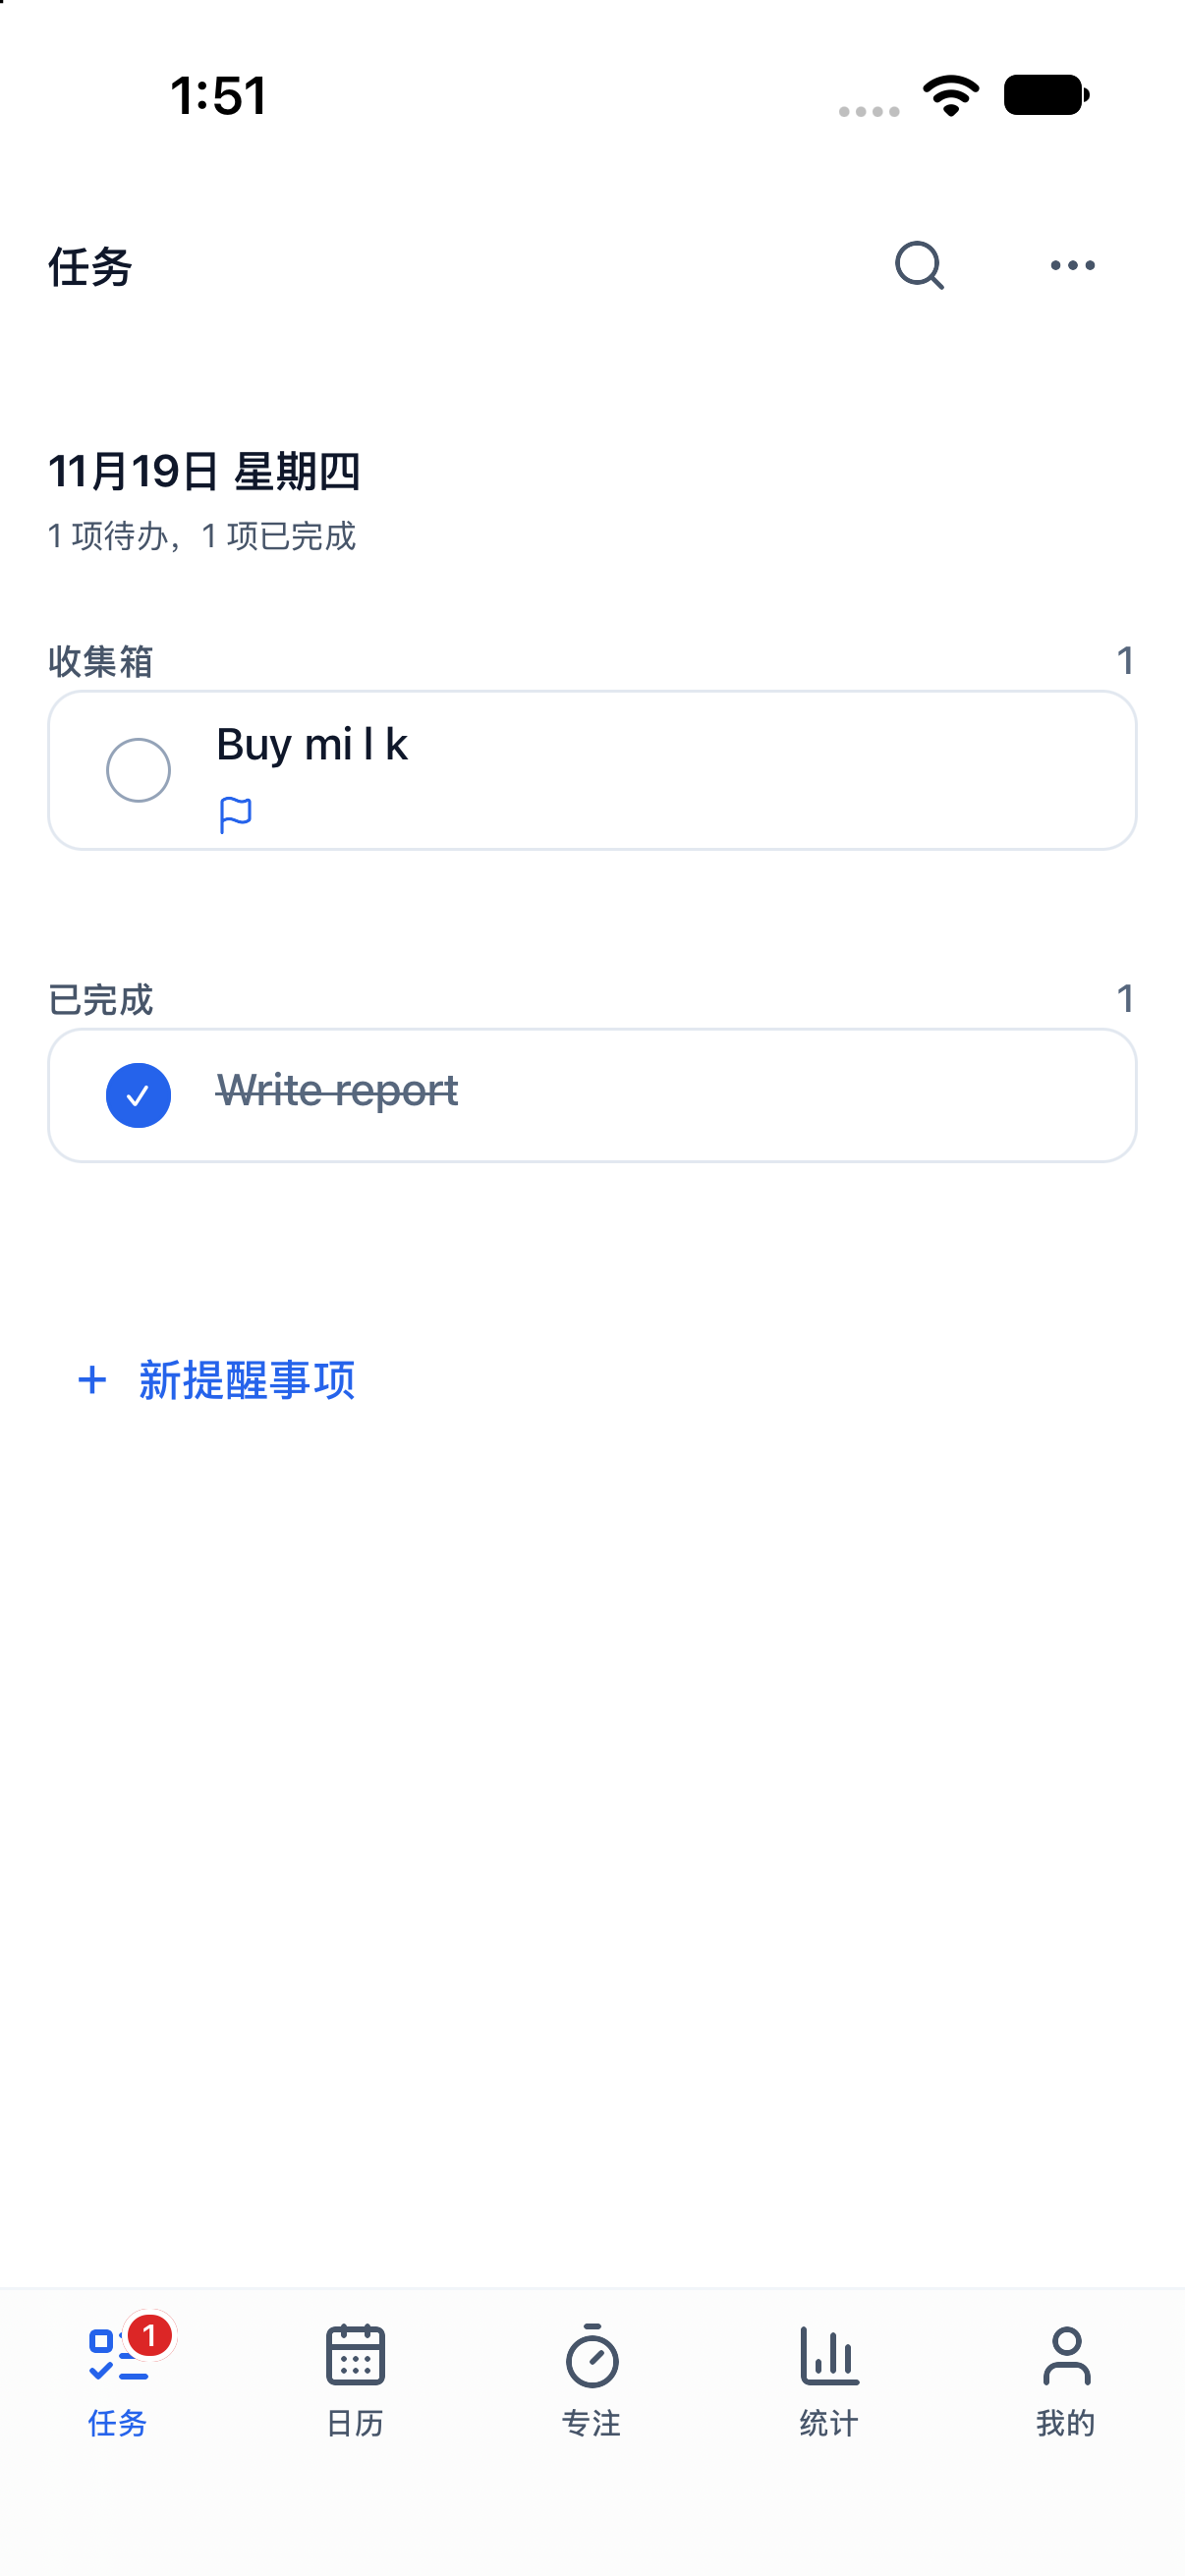 1:51
任务
11月19日 星期四
1 项待办，1 项已完成
收集箱 1
Buy mi l k
已完成 1
Write report
+ 新提醒事项
1
任务 日历 专注 统计 我的